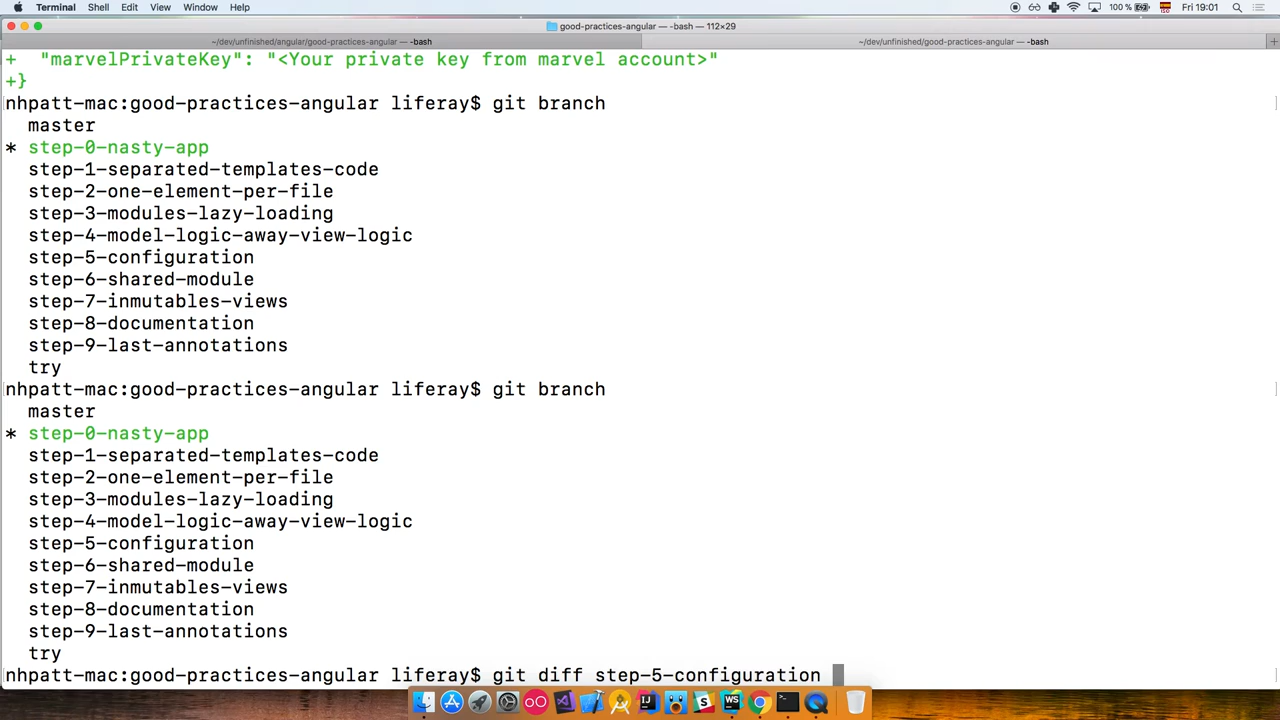 Terminal Shell Edit View Window Help 100 % Fri 19:01
good-practices-angular — -bash — 112×29
~/dev/unfinished/angular/good-practices-angular — -bash ~/dev/unfinished/good-practices-angular — -bash
+  "marvelPrivateKey": "<Your private key from marvel account>"
+}
nhpatt-mac:good-practices-angular liferay$ git branch
master
* step-0-nasty-app
step-1-separated-templates-code
step-2-one-element-per-file
step-3-modules-lazy-loading
step-4-model-logic-away-view-logic
step-5-configuration
step-6-shared-module
step-7-inmutables-views
step-8-documentation
step-9-last-annotations
try
nhpatt-mac:good-practices-angular liferay$ git branch
master
* step-0-nasty-app
step-1-separated-templates-code
step-2-one-element-per-file
step-3-modules-lazy-loading
step-4-model-logic-away-view-logic
step-5-configuration
step-6-shared-module
step-7-inmutables-views
step-8-documentation
step-9-last-annotations
try
nhpatt-mac:good-practices-angular liferay$ git diff step-5-configuration